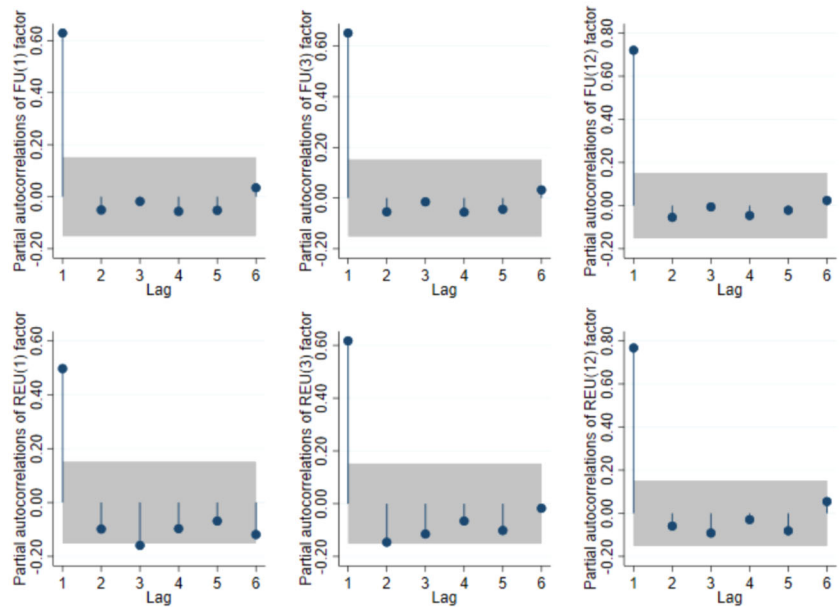 Partial autocorrelations of FU(1) factor
-0.20 0.00 0.20 0.40 0.60
1 2 3 4 5 6
Lag
Partial autocorrelations of FU(3) factor
-0.20 0.00 0.20 0.40 0.60
1 2 3 4 5 6
Lag
Partial autocorrelations of FU(12) factor
-0.20 0.00 0.20 0.40 0.60 0.80
1 2 3 4 5 6
Lag
Partial autocorrelations of REU(1) factor
-0.20 0.00 0.20 0.40 0.60
1 2 3 4 5 6
Lag
Partial autocorrelations of REU(3) factor
-0.20 0.00 0.20 0.40 0.60
1 2 3 4 5 6
Lag
Partial autocorrelations of REU(12) factor
-0.20 0.00 0.20 0.40 0.60 0.80
1 2 3 4 5 6
Lag